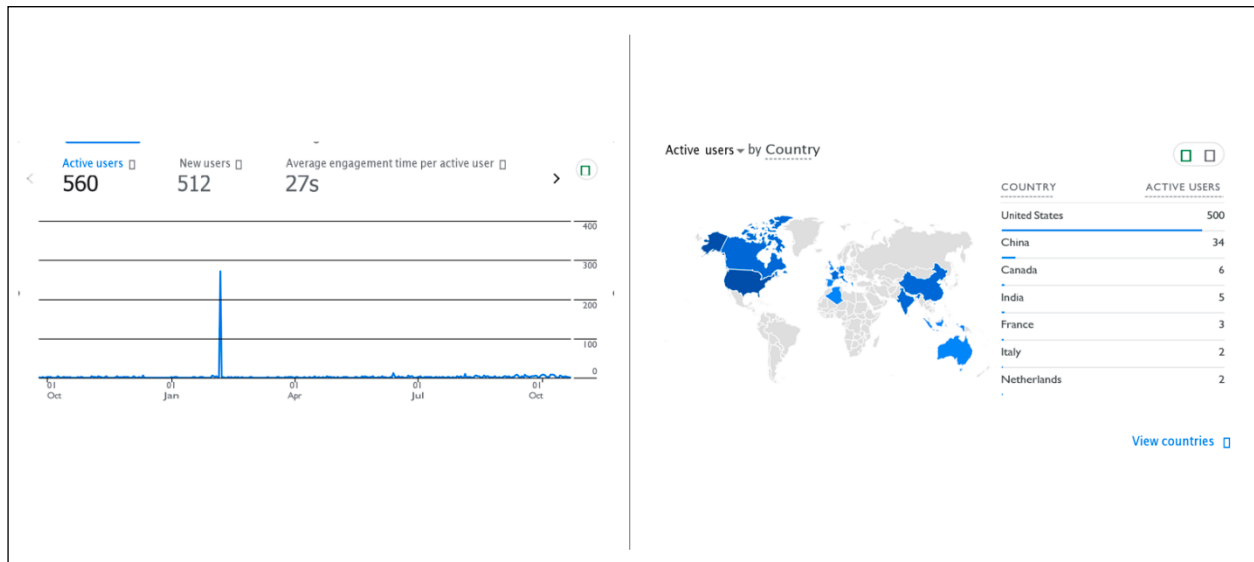 Active users
New users
Average engagement time per active user
560
512
27s
400
300
200
100
0
01
Oct
01
Jan
01
Apr
01
Jul
01
Oct
Active users by Country
COUNTRY ACTIVE USERS
United States 500
China 34
Canada 6
India 5
France 3
Italy 2
Netherlands 2
View countries